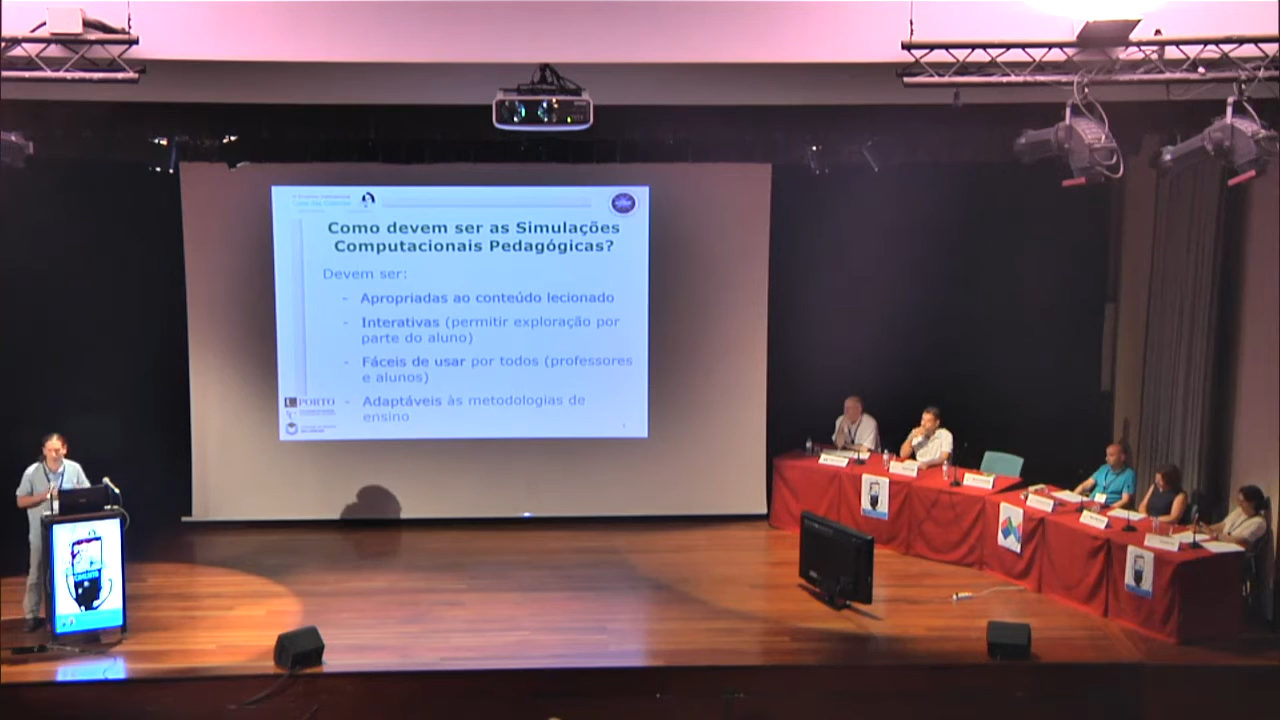 Como devem ser as Simulações
Computacionais Pedagógicas?
Devem ser:
- Apropriadas ao conteúdo lecionado
- Interativas (permitir exploração por
parte do aluno)
- Fáceis de usar por todos (professores
e alunos)
- Adaptáveis às metodologias de
ensino
PORTO